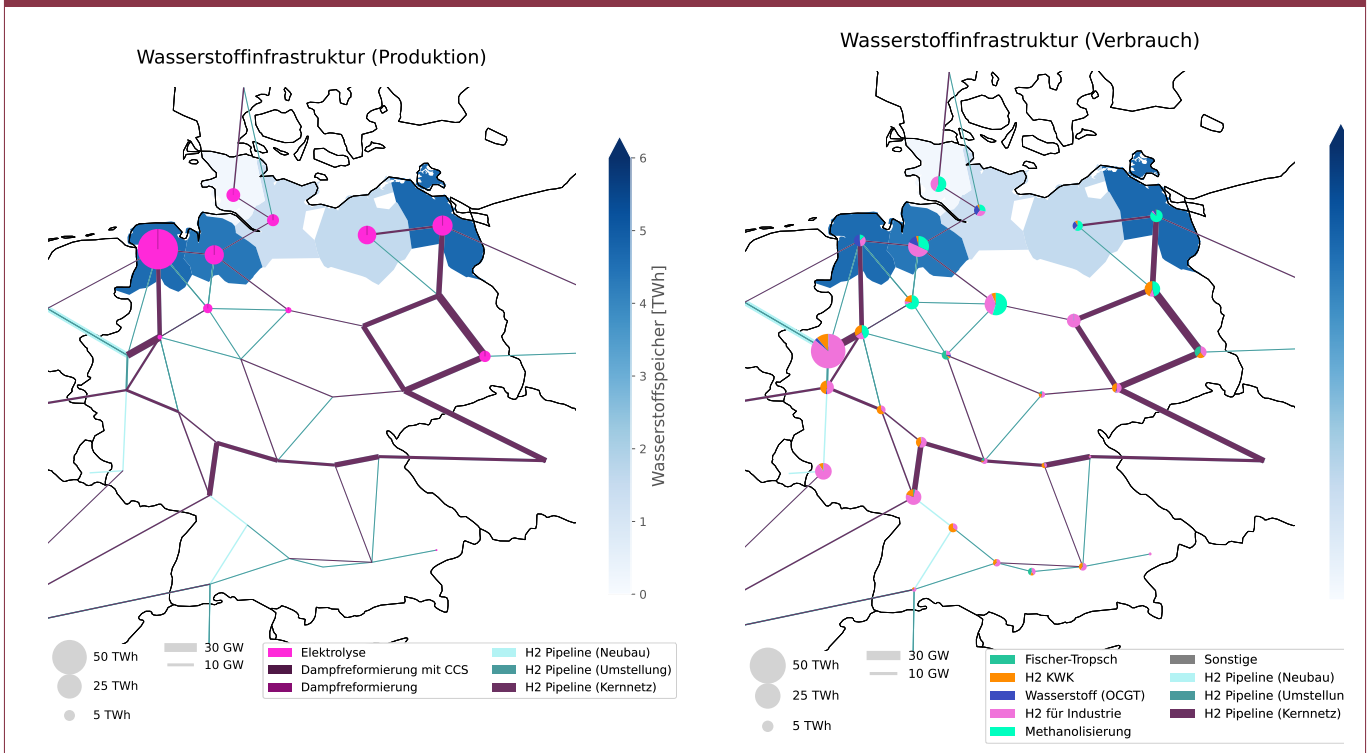 Wasserstoffinfrastruktur (Produktion)
6
5
4
3
2
1
0
Wasserstoffspeicher [TWh]
50 TWh
25 TWh
5 TWh
30 GW
10 GW
Elektrolyse
Dampfreformierung mit CCS
Dampfreformierung
H2 Pipeline (Neubau)
H2 Pipeline (Umstellung)
H2 Pipeline (Kernnetz)
Wasserstoffinfrastruktur (Verbrauch)
50 TWh
25 TWh
5 TWh
30 GW
10 GW
Fischer-Tropsch
H2 KWK
Wasserstoff (OCGT)
H2 für Industrie
Methanolisierung
Sonstige
H2 Pipeline (Neubau)
H2 Pipeline (Umstellun
H2 Pipeline (Kernnetz)